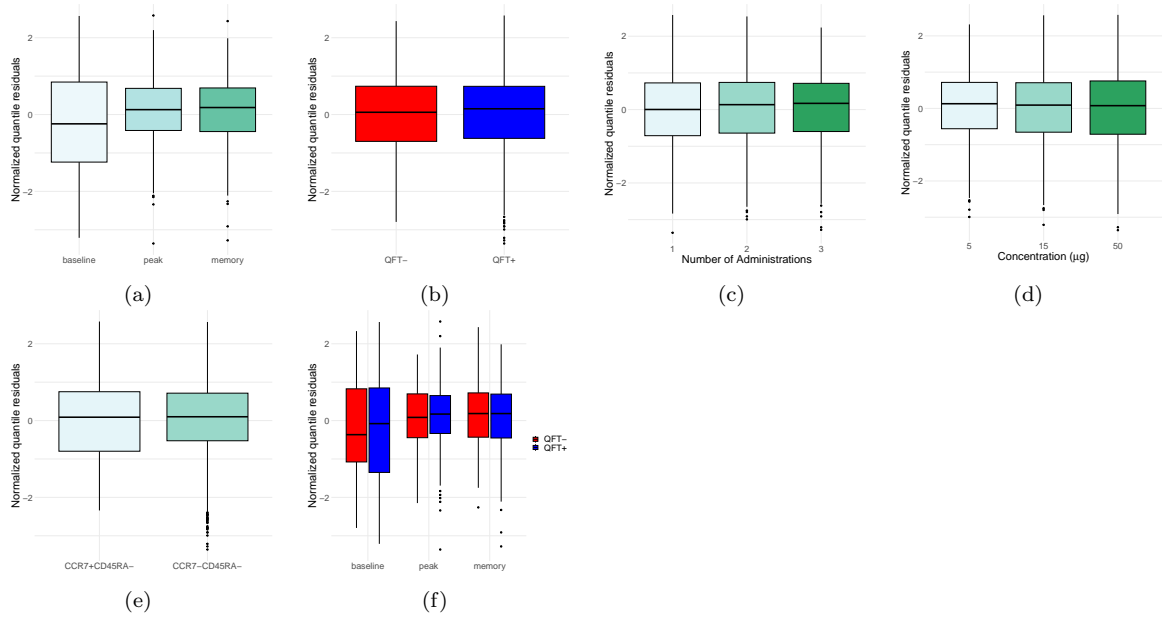 Normalized quantile residuals
2
0
−2
baseline peak memory
(a)
Normalized quantile residuals
2
0
−2
QFT− QFT+
(b)
Normalized quantile residuals
2
0
−2
1 2 3
Number of Administrations
(c)
Normalized quantile residuals
2
0
−2
5 15 50
Concentration (μg)
(d)
Normalized quantile residuals
2
0
−2
CCR7+CD45RA− CCR7−CD45RA−
(e)
Normalized quantile residuals
2
0
−2
baseline peak memory
QFT−
QFT+
(f)